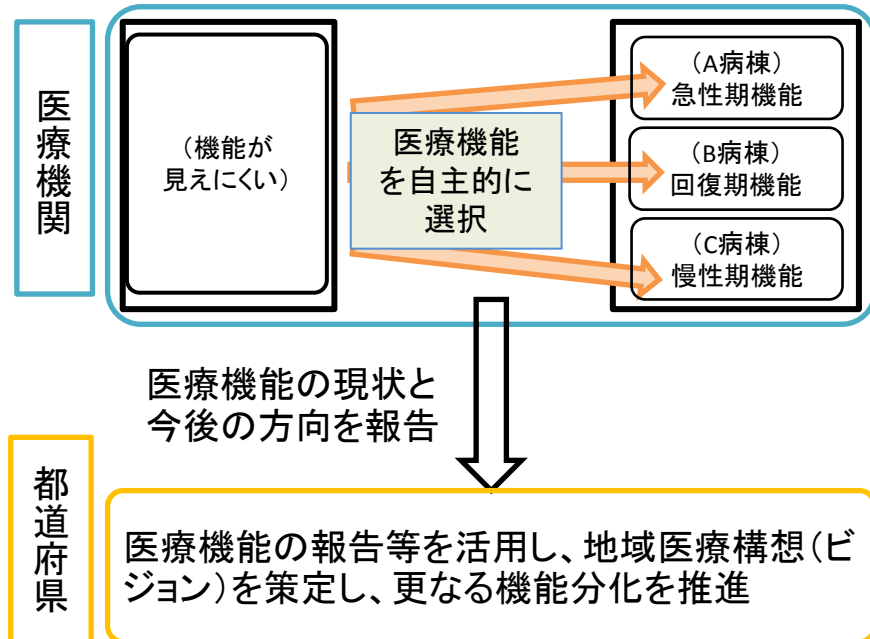 医療機関
(機能が
見えにくい)
医療機能
を自主的に
選択
(A病棟)
急性期機能
(B病棟)
回復期機能
(C病棟)
慢性期機能
医療機能の現状と
今後の方向を報告
都道府県
医療機能の報告等を活用し、地域医療構想(ビ
ジョン)を策定し、更なる機能分化を推進